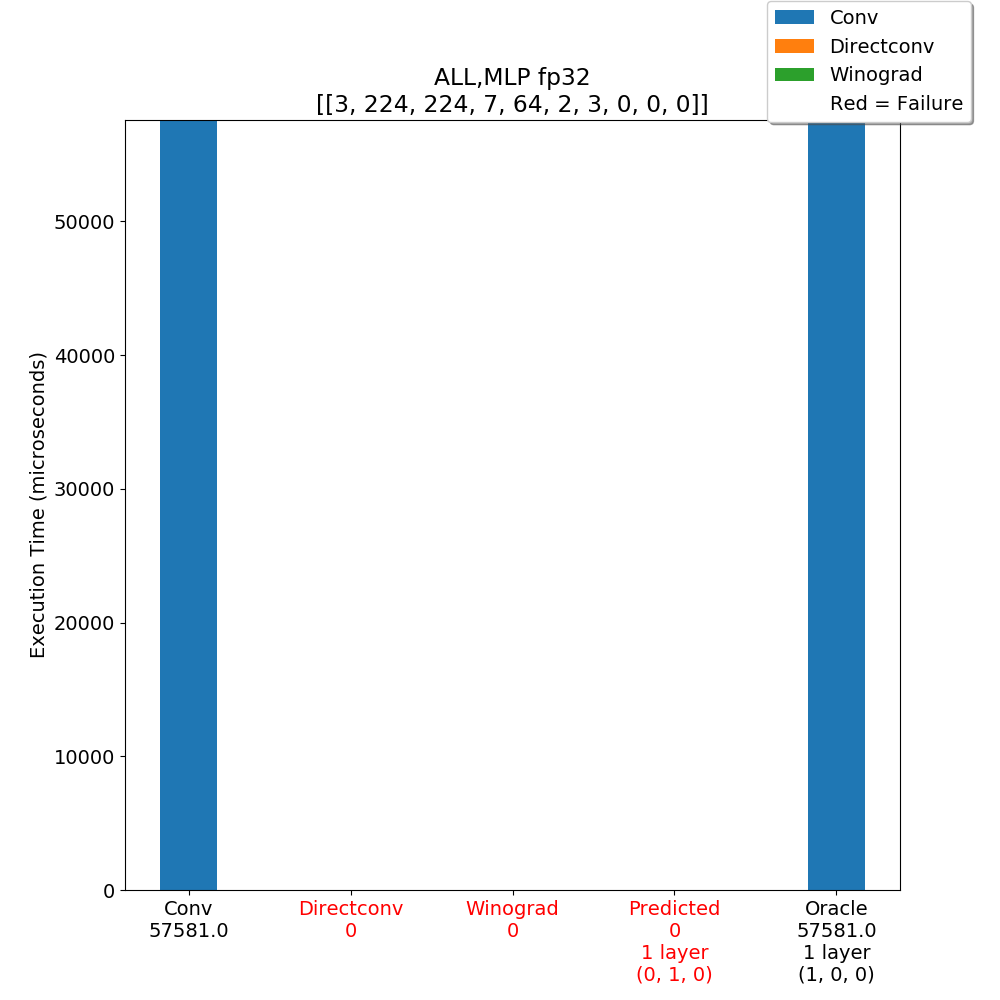 Conv
Directconv
Winograd
Red = Failure
ALL,MLP fp32
[[3, 224, 224, 7, 64, 2, 3, 0, 0, 0]]
Execution Time (microseconds)
50000
40000
30000
20000
10000
0
Conv
57581.0
Directconv
0
Winograd
0
Predicted
0
1 layer
(0, 1, 0)
Oracle
57581.0
1 layer
(1, 0, 0)